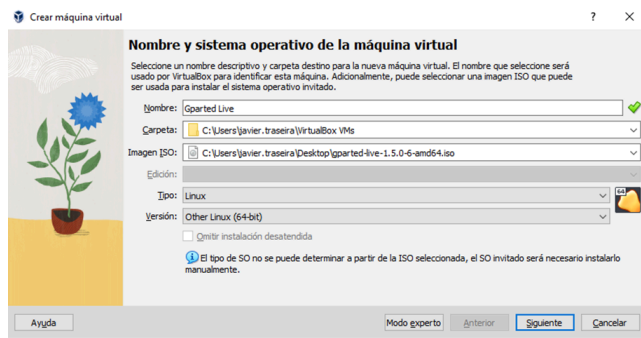 Crear máquina virtual
Nombre y sistema operativo de la máquina virtual
Seleccione un nombre descriptivo y carpeta destino para la nueva máquina virtual. El nombre que seleccione será
usado por VirtualBox para identificar esta máquina. Adicionalmente, puede seleccionar una imagen ISO que puede
ser usada para instalar el sistema operativo invitado.
Nombre: Gparted Live
Carpeta: C:\Users\javier.traseira\VirtualBox VMs
Imagen ISO: C:\Users\javier.traseira\Desktop\gparted-live-1.5.0-6-amd64.iso
Edición:
Tipo: Linux
64
Versión: Other Linux (64-bit)
Omitir instalación desatendida
El tipo de SO no se puede determinar a partir de la ISO seleccionada, el SO invitado será necesario instalarlo
manualmente.
Ayuda Modo experto Anterior Siguiente Cancelar